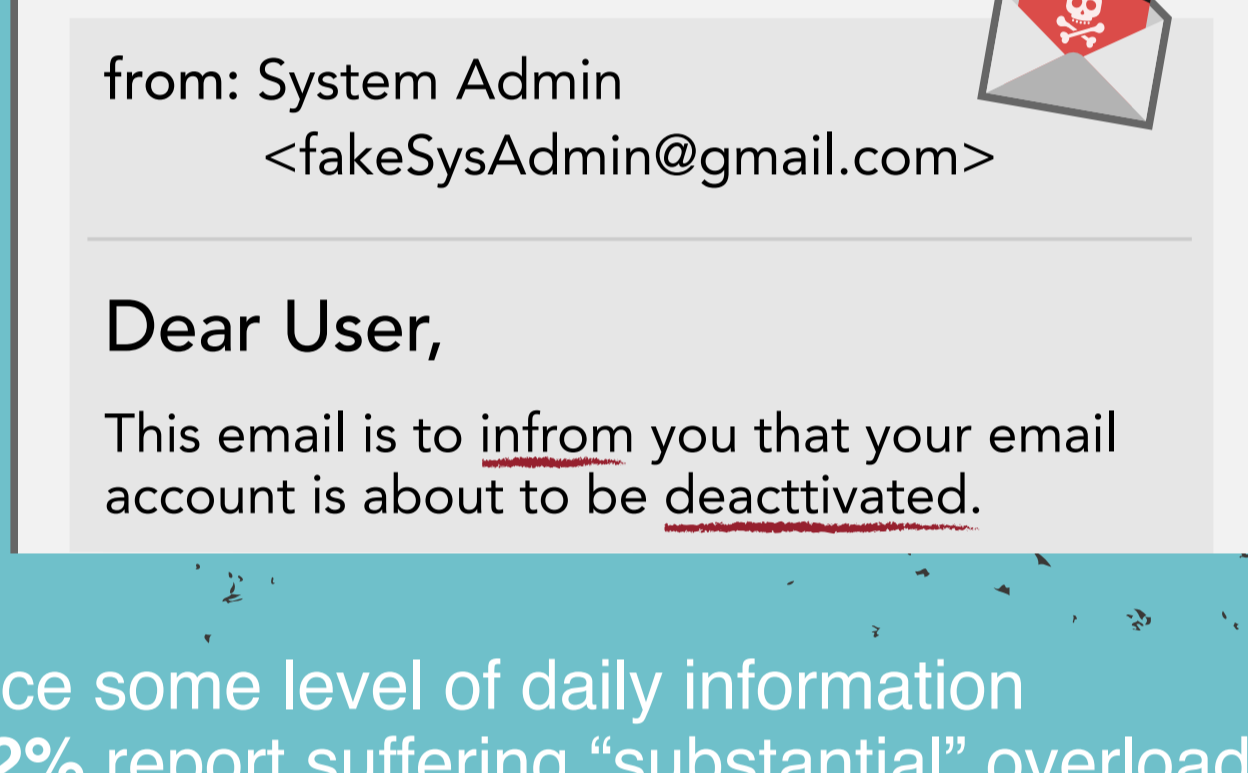 from: System Admin
<fakeSysAdmin@gmail.com>
Dear User,
This email is to infrom you that your email
account is about to be deacttivated.
some level of daily information
2% report suffering “substantial” overload